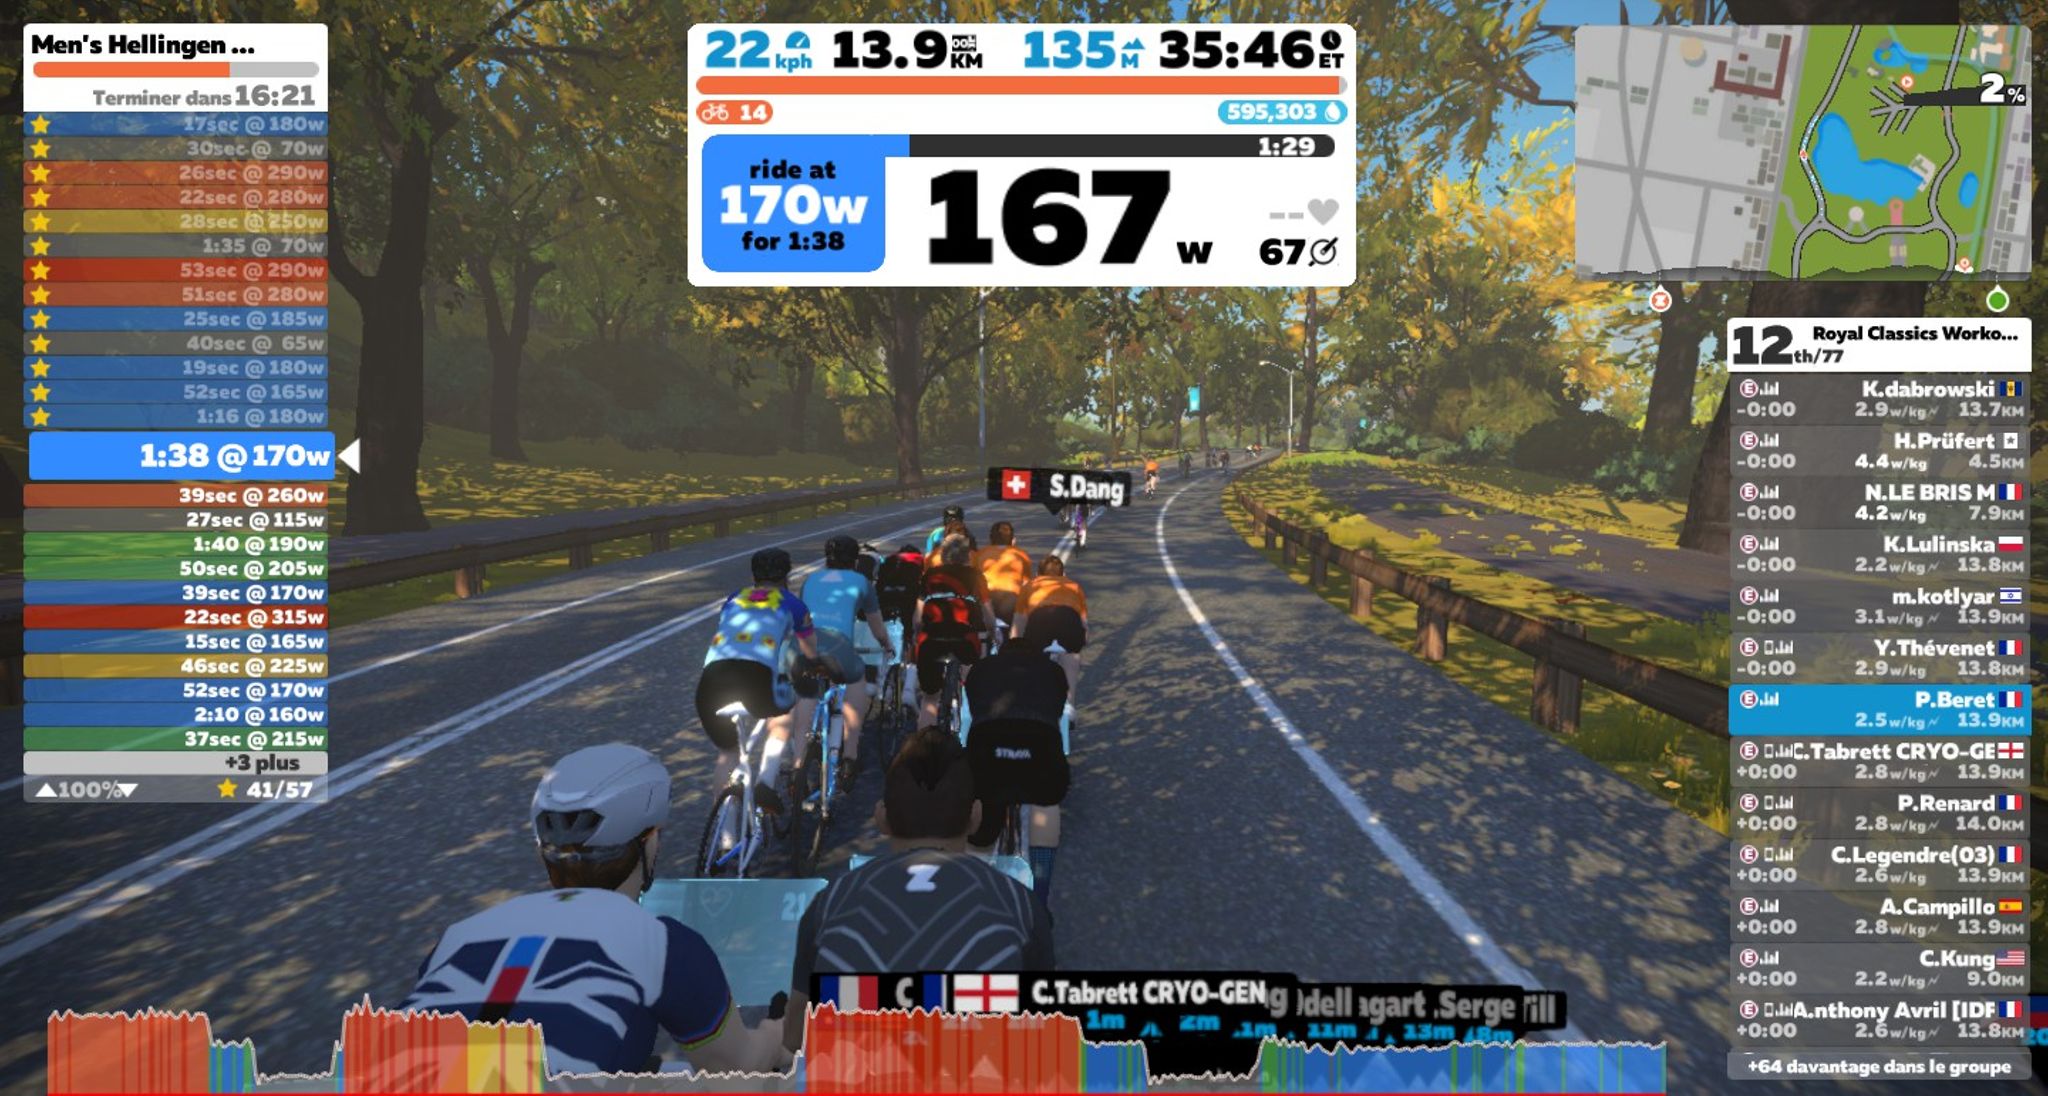 Men's Hellingen ...
Terminer dans 16:21
17sec @ 180w
30sec @ 70w
26sec @ 290w
22sec @ 280w
28sec @ 250w
1:35 @ 70w
53sec @ 290w
51sec @ 280w
25sec @ 185w
40sec @ 65w
19sec @ 180w
52sec @ 165w
1:16 @ 180w
1:38 @ 170w
39sec @ 260w
27sec @ 115w
1:40 @ 190w
50sec @ 205w
39sec @ 170w
22sec @ 315w
15sec @ 165w
46sec @ 225w
52sec @ 170w
2:10 @ 160w
37sec @ 215w
+3 plus
100%
41/57
22 kph 13.9 KM 135 M 35:46 ET
14
595,303
1:29
ride at
170w
for 1:38
167 w
--
67
2%
S.Dang
STRAVA
Z
21
C.Tabrett CRYO-GEN
1m 2m 1m 11m 13m 8m
12th/77
Royal Classics Worko...
K.dabrowski
-0:00 2.9w/kg 13.7KM
H.Prüfert
-0:00 4.4w/kg 4.5KM
N.LE BRIS M
-0:00 4.2w/kg 7.9KM
K.Lulinska
-0:00 2.2w/kg 13.8KM
m.kotlyar
-0:00 3.1w/kg 13.9KM
Y.Thévenet
-0:00 2.9w/kg 13.8KM
P.Beret
2.5w/kg 13.9KM
C.Tabrett CRYO-GE
+0:00 2.8w/kg 13.9KM
P.Renard
+0:00 2.8w/kg 14.0KM
C.Legendre(03)
+0:00 2.6w/kg 13.9KM
A.Campillo
+0:00 2.8w/kg 13.9KM
C.Kung
+0:00 2.2w/kg 9.0KM
A.nthony Avril [IDF
+0:00 2.6w/kg 13.8KM
+64 davantage dans le groupe